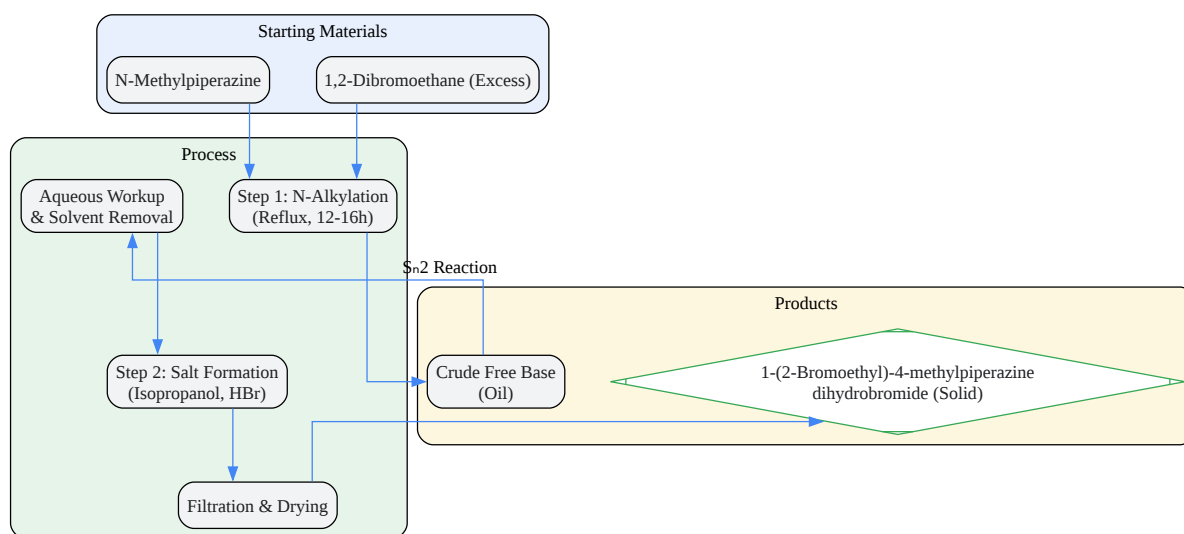 Starting Materials
N-Methylpiperazine
1,2-Dibromoethane (Excess)
Process
Aqueous Workup
& Solvent Removal
Step 1: N-Alkylation
(Reflux, 12-16h)
Sₙ2 Reaction
Products
Step 2: Salt Formation
(Isopropanol, HBr)
Crude Free Base
(Oil)
1-(2-Bromoethyl)-4-methylpiperazine
dihydrobromide (Solid)
Filtration & Drying